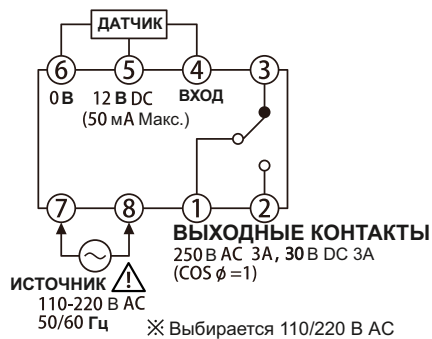 ДАТЧИК
6 5 4 3
0 В 12 В DC ВХОД
(50 мА Макс.)
7 8 1 2
ВЫХОДНЫЕ КОНТАКТЫ
250 В AC 3A, 30 В DC 3A
(COS ø =1)
ИСТОЧНИК
110-220 В AC
50/60 Гц
※ Выбирается 110/220 В AC